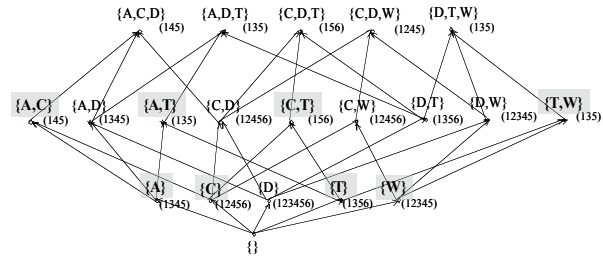 {A,C,D} (145) {A,D,T} (135) {C,D,T} (156) {C,D,W} (1245) {D,T,W} (135)
{A,C} (145) {A,D} (1345) {A,T} (135) {C,D} (12456) {C,T} (156) {C,W} (12456) {D,T} (1356) {D,W} (12345) {T,W} (135)
{A} (1345) {C} (12456) {D} (123456) {T} (1356) {W} (12345)
{}